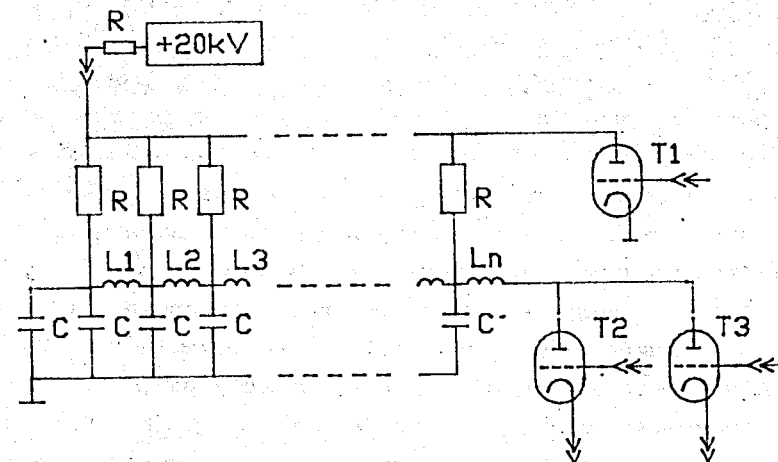 R
+20kV
T1
R R R R
L1 L2 L3 Ln
C C C C C
T2 T3